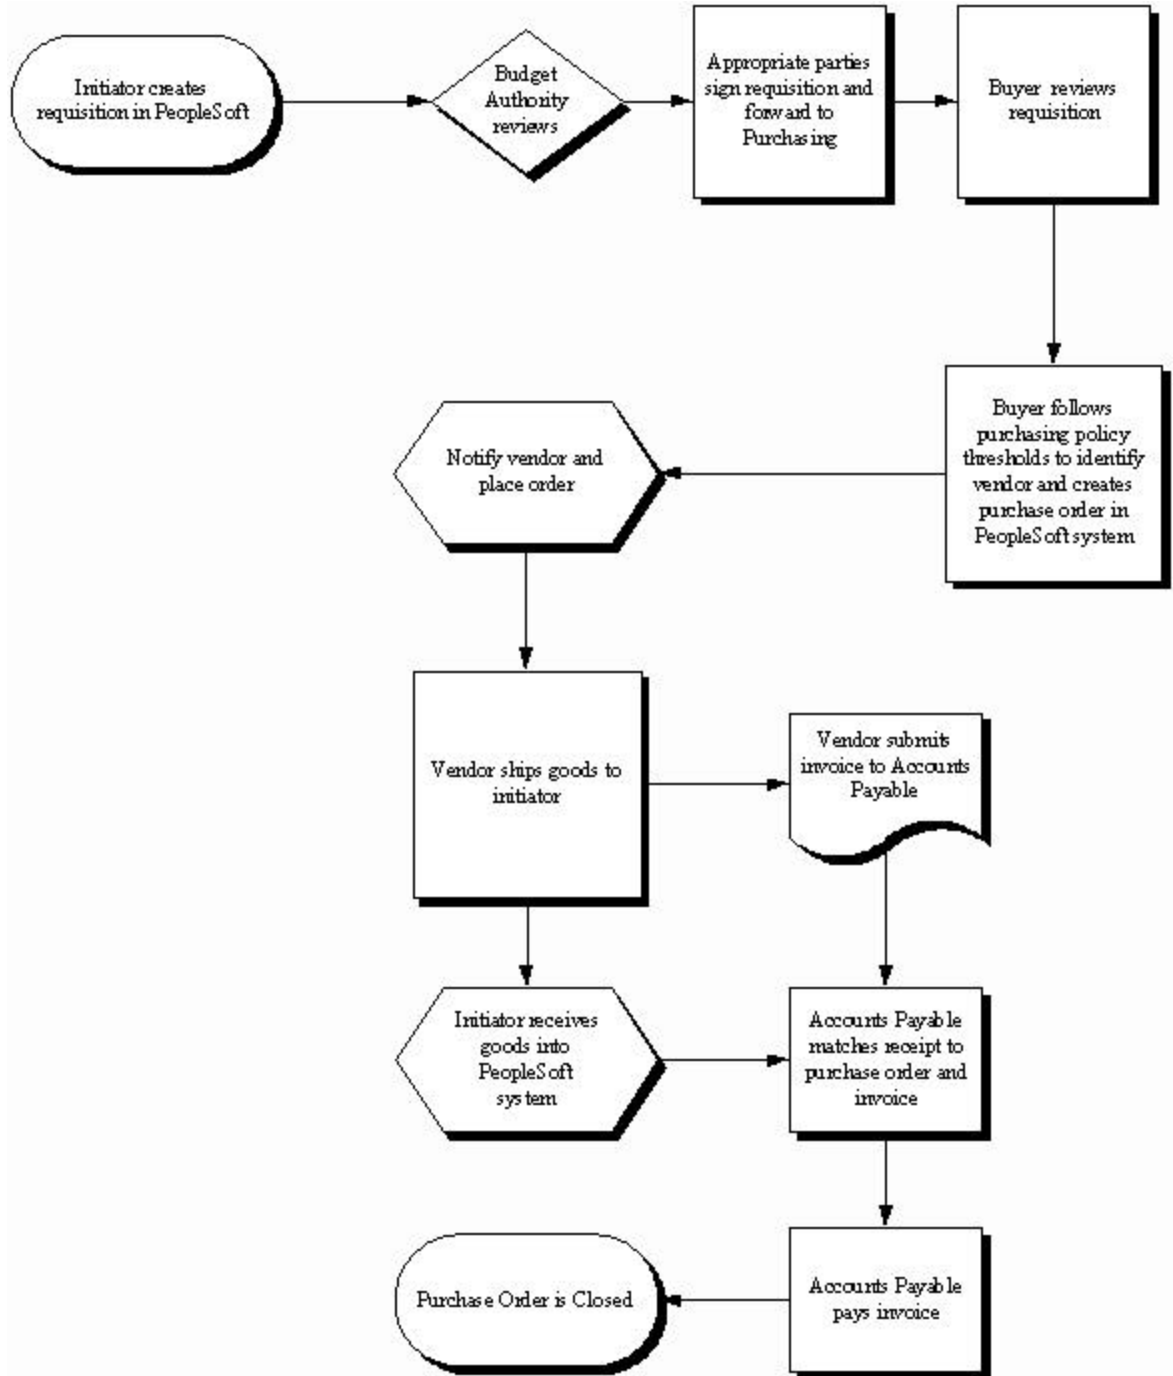 Initiator creates
requisition in PeopleSoft
Budget
Authority
reviews
Appropriate parties
sign requisition and
forward to
Purchasing
Buyer reviews
requisition
Buyer follows
purchasing policy
thresholds to identify
vendor and creates
purchase order in
PeopleSoft system
Notify vendor and
place order
Vendor ships goods to
initiator
Vendor submits
invoice to Accounts
Payable
Initiator receives
goods into
PeopleSoft
system
Accounts Payable
matches receipt to
purchase order and
invoice
Accounts Payable
pays invoice
Purchase Order is Closed